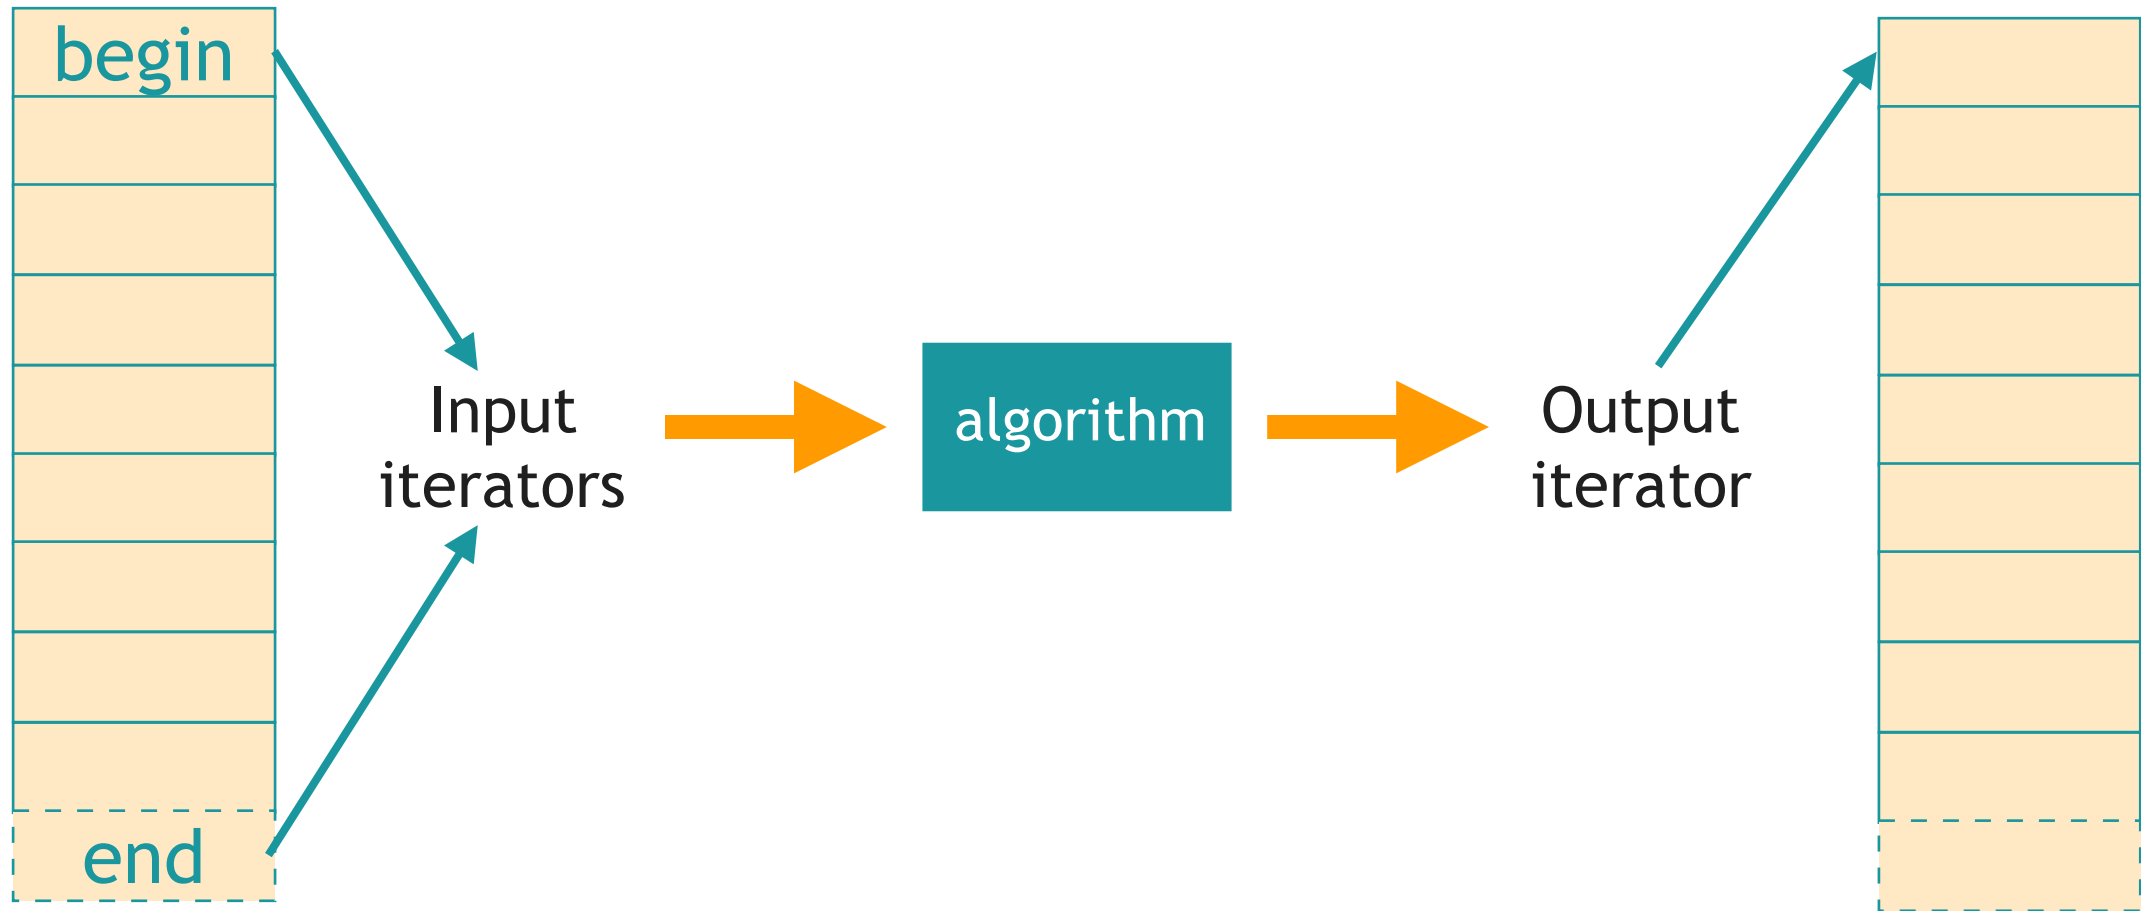 begin
Input
iterators
algorithm
Output
iterator
end